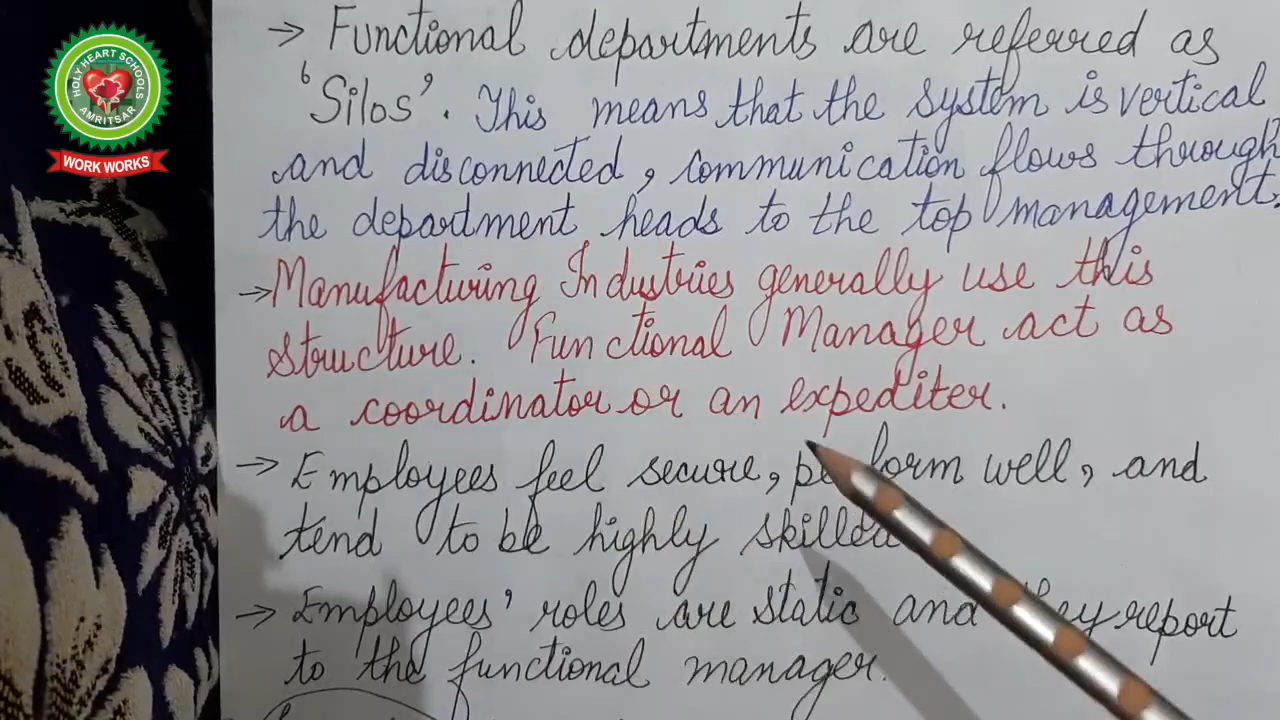 HOLY HEART SCHOOLS
AMRITSAR
WORK WORKS
→ Functional departments are referred as
'Silos'. This means that the system is vertical
and disconnected, communication flows through
the department heads to the top management.
→ Manufacturing Industries generally use this
structure. Functional Manager act as
a coordinator or an expediter.
→ Employees feel secure, perform well, and
tend to be highly skilled
→ Employees' roles are static and they report
to the functional manager.